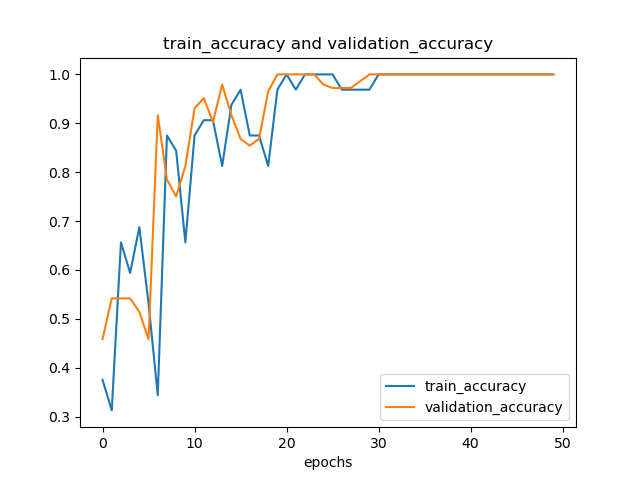 train_accuracy and validation_accuracy
1.0
0.9
0.8
0.7
0.6
0.5
0.4
0.3
train_accuracy
validation_accuracy
0 10 20 30 40 50
epochs